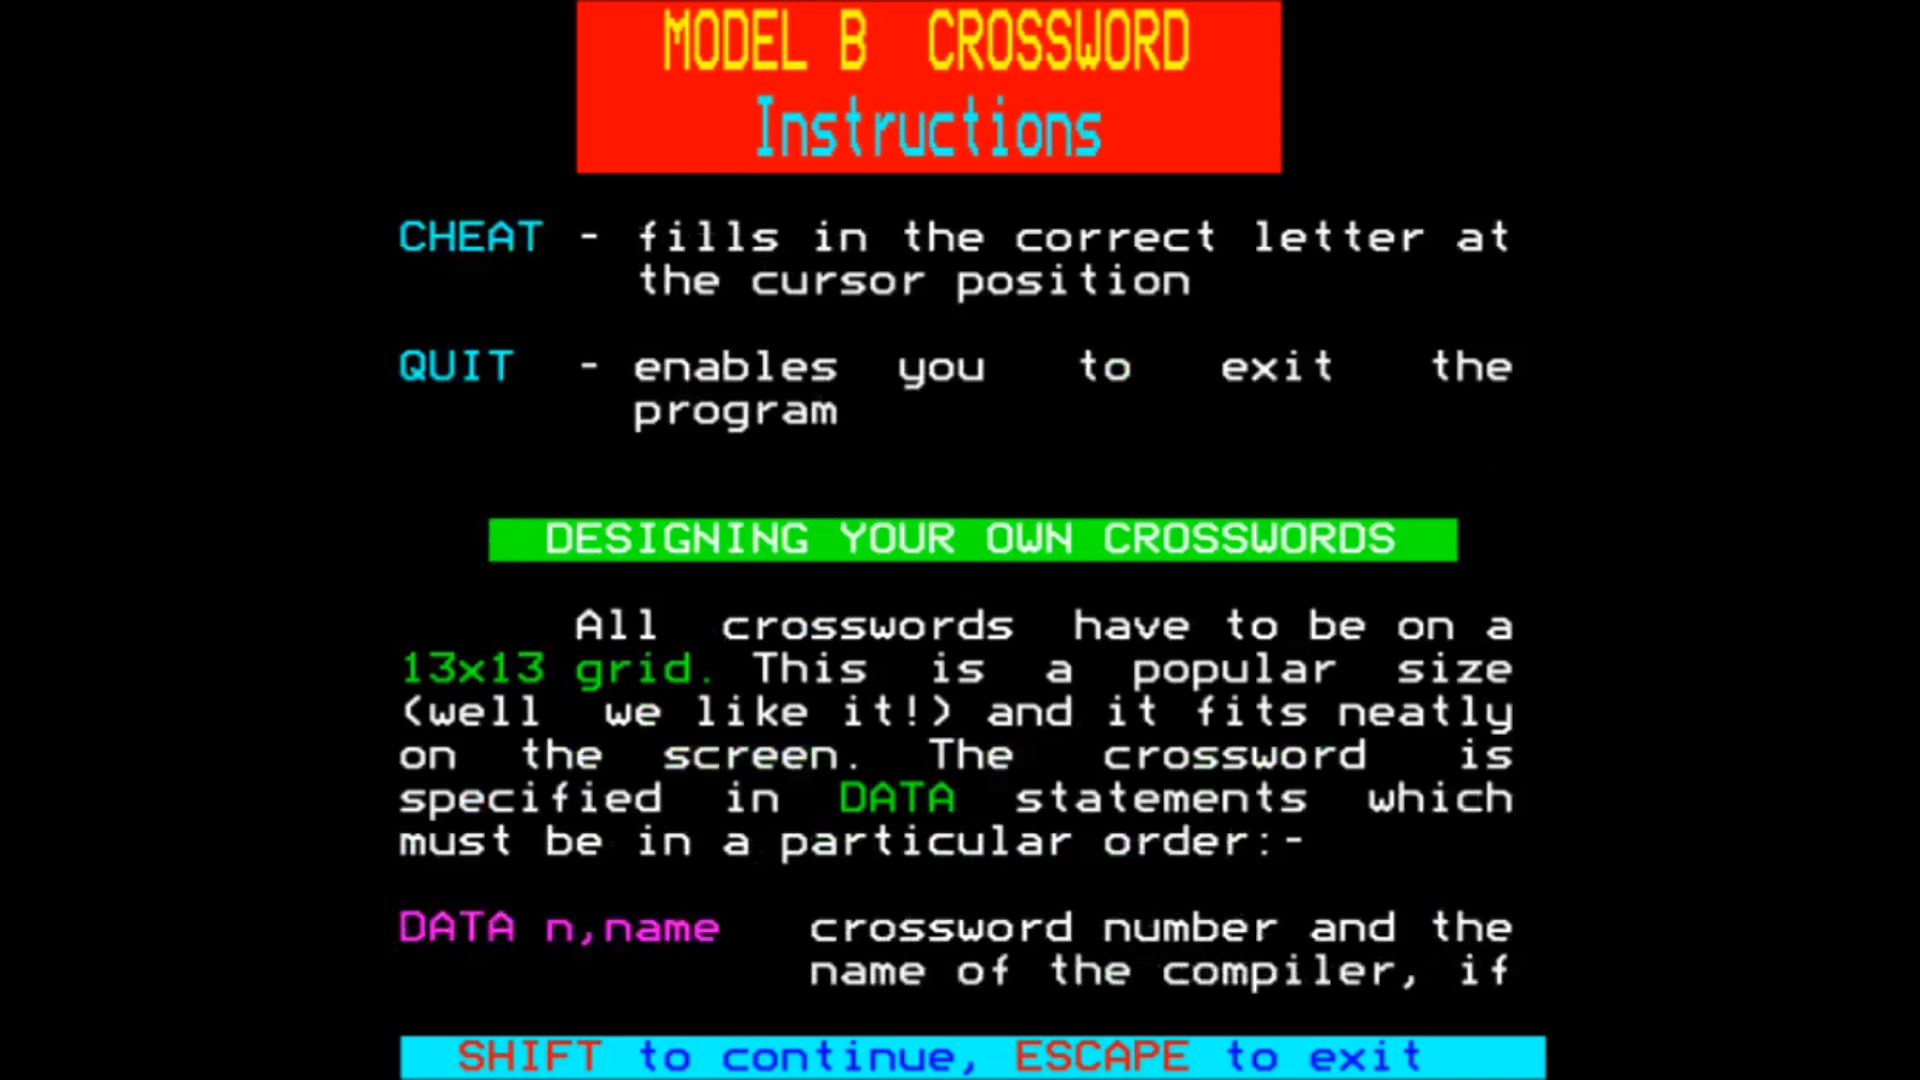 MODEL B CROSSWORD
Instructions
CHEAT - fills in the correct letter at
the cursor position
QUIT - enables you to exit the
program
DESIGNING YOUR OWN CROSSWORDS
All crosswords have to be on a
13x13 grid. This is a popular size
(well we like it!) and it fits neatly
on the screen. The crossword is
specified in DATA statements which
must be in a particular order:-
DATA n,name crossword number and the
name of the compiler, if
SHIFT to continue, ESCAPE to exit